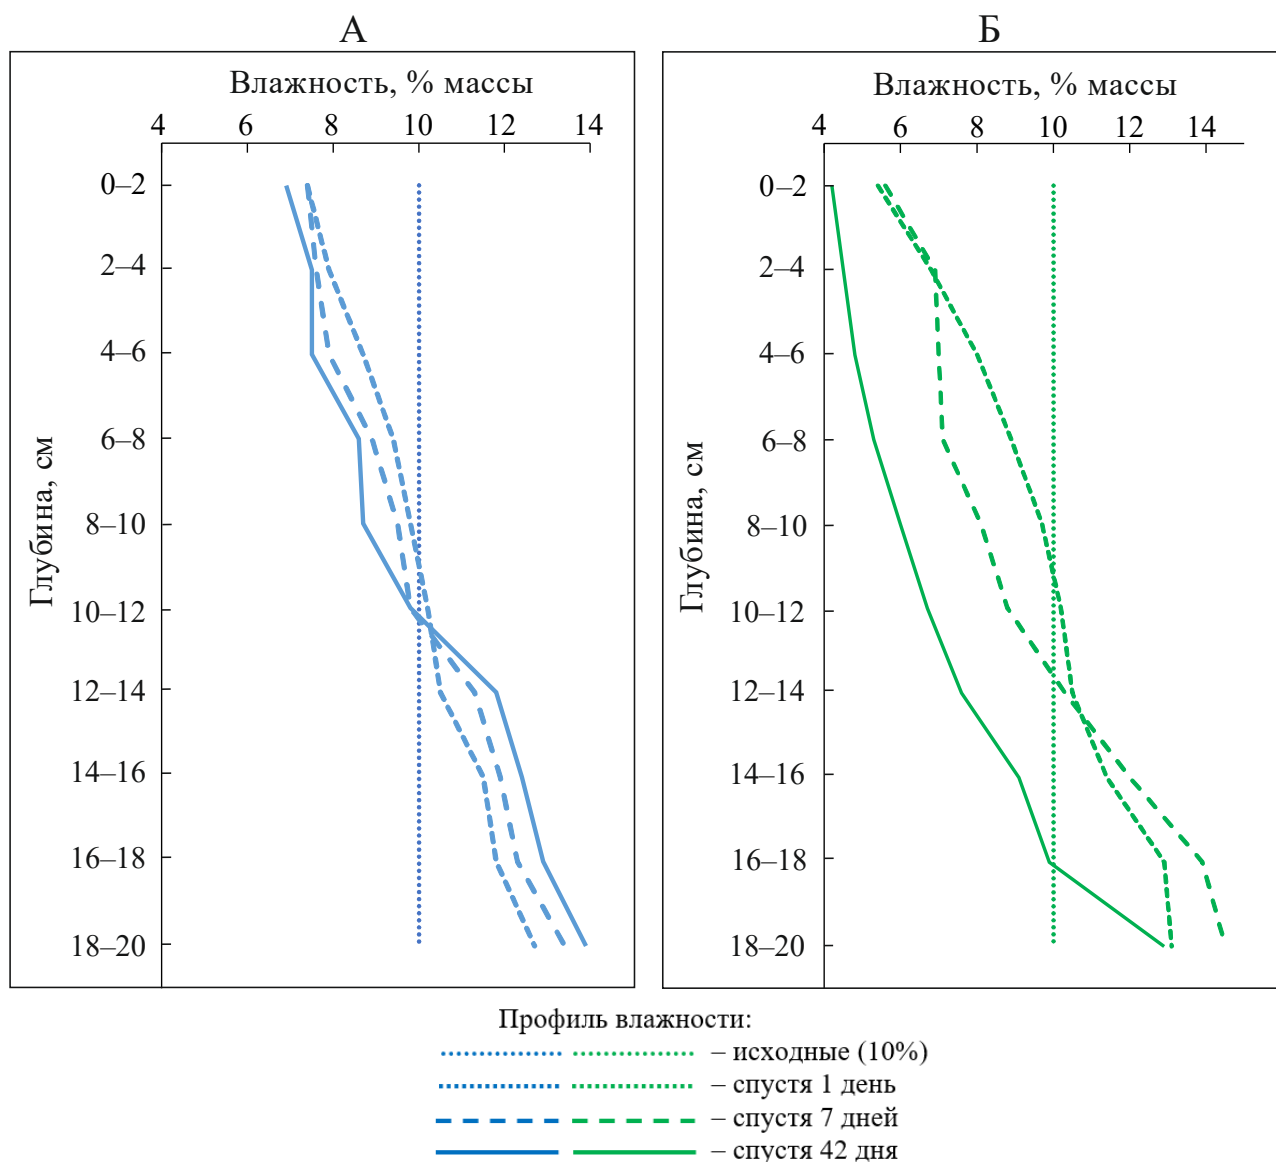 А
Влажность, % массы
4 6 8 10 12 14
Глубина, см
0–2
2–4
4–6
6–8
8–10
10–12
12–14
14–16
16–18
18–20
Б
Влажность, % массы
4 6 8 10 12 14
Глубина, см
0–2
2–4
4–6
6–8
8–10
10–12
12–14
14–16
16–18
18–20
Профиль влажности:
– исходные (10%)
– спустя 1 день
– спустя 7 дней
– спустя 42 дня